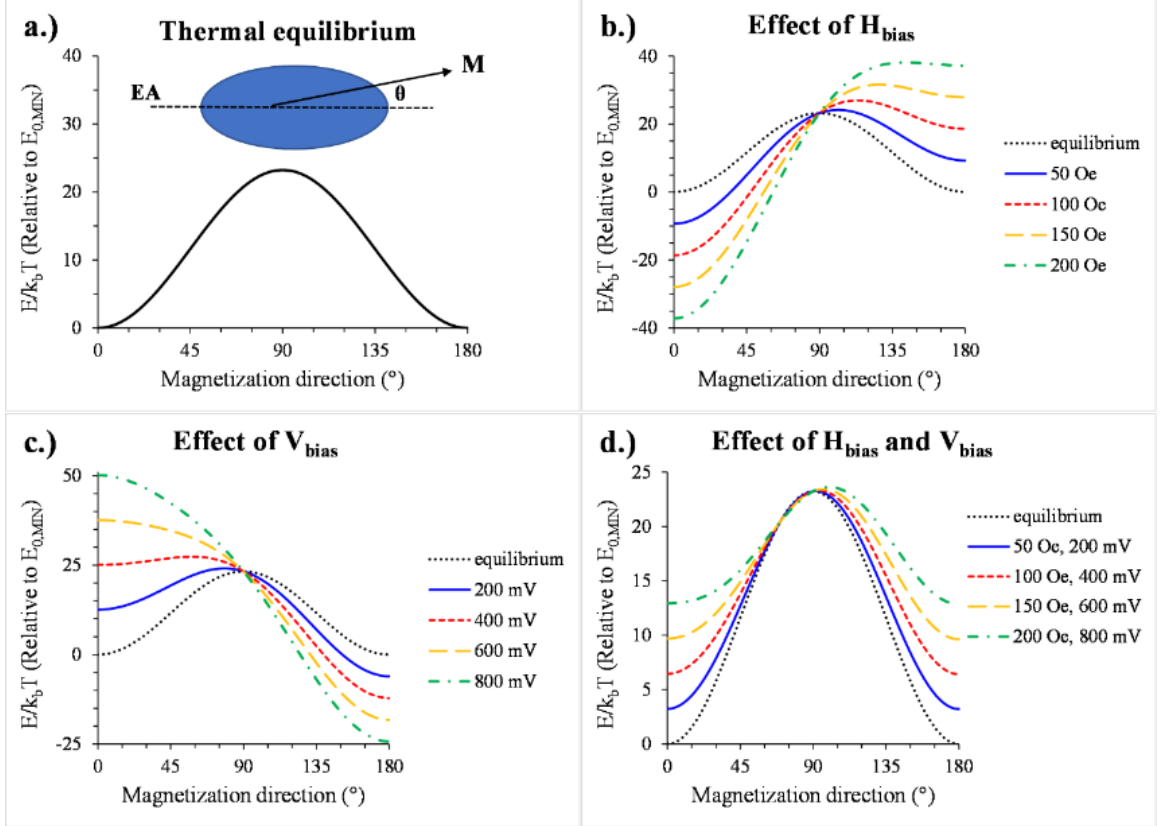 a.)
Thermal equilibrium
M
EA
θ
E/k_bT (Relative to E_0,MIN)
40
30
20
10
0
0 45 90 135 180
Magnetization direction (°)
b.)
Effect of H_bias
E/k_bT (Relative to E_0,MIN)
40
20
0
-20
-40
0 45 90 135 180
Magnetization direction (°)
equilibrium
50 Oe
100 Oe
150 Oe
200 Oe
c.)
Effect of V_bias
E/k_bT (Relative to E_0,MIN)
50
25
0
-25
0 45 90 135 180
Magnetization direction (°)
equilibrium
200 mV
400 mV
600 mV
800 mV
d.)
Effect of H_bias and V_bias
E/k_bT (Relative to E_0,MIN)
25
20
15
10
5
0
0 45 90 135 180
Magnetization direction (°)
equilibrium
50 Oe, 200 mV
100 Oe, 400 mV
150 Oe, 600 mV
200 Oe, 800 mV